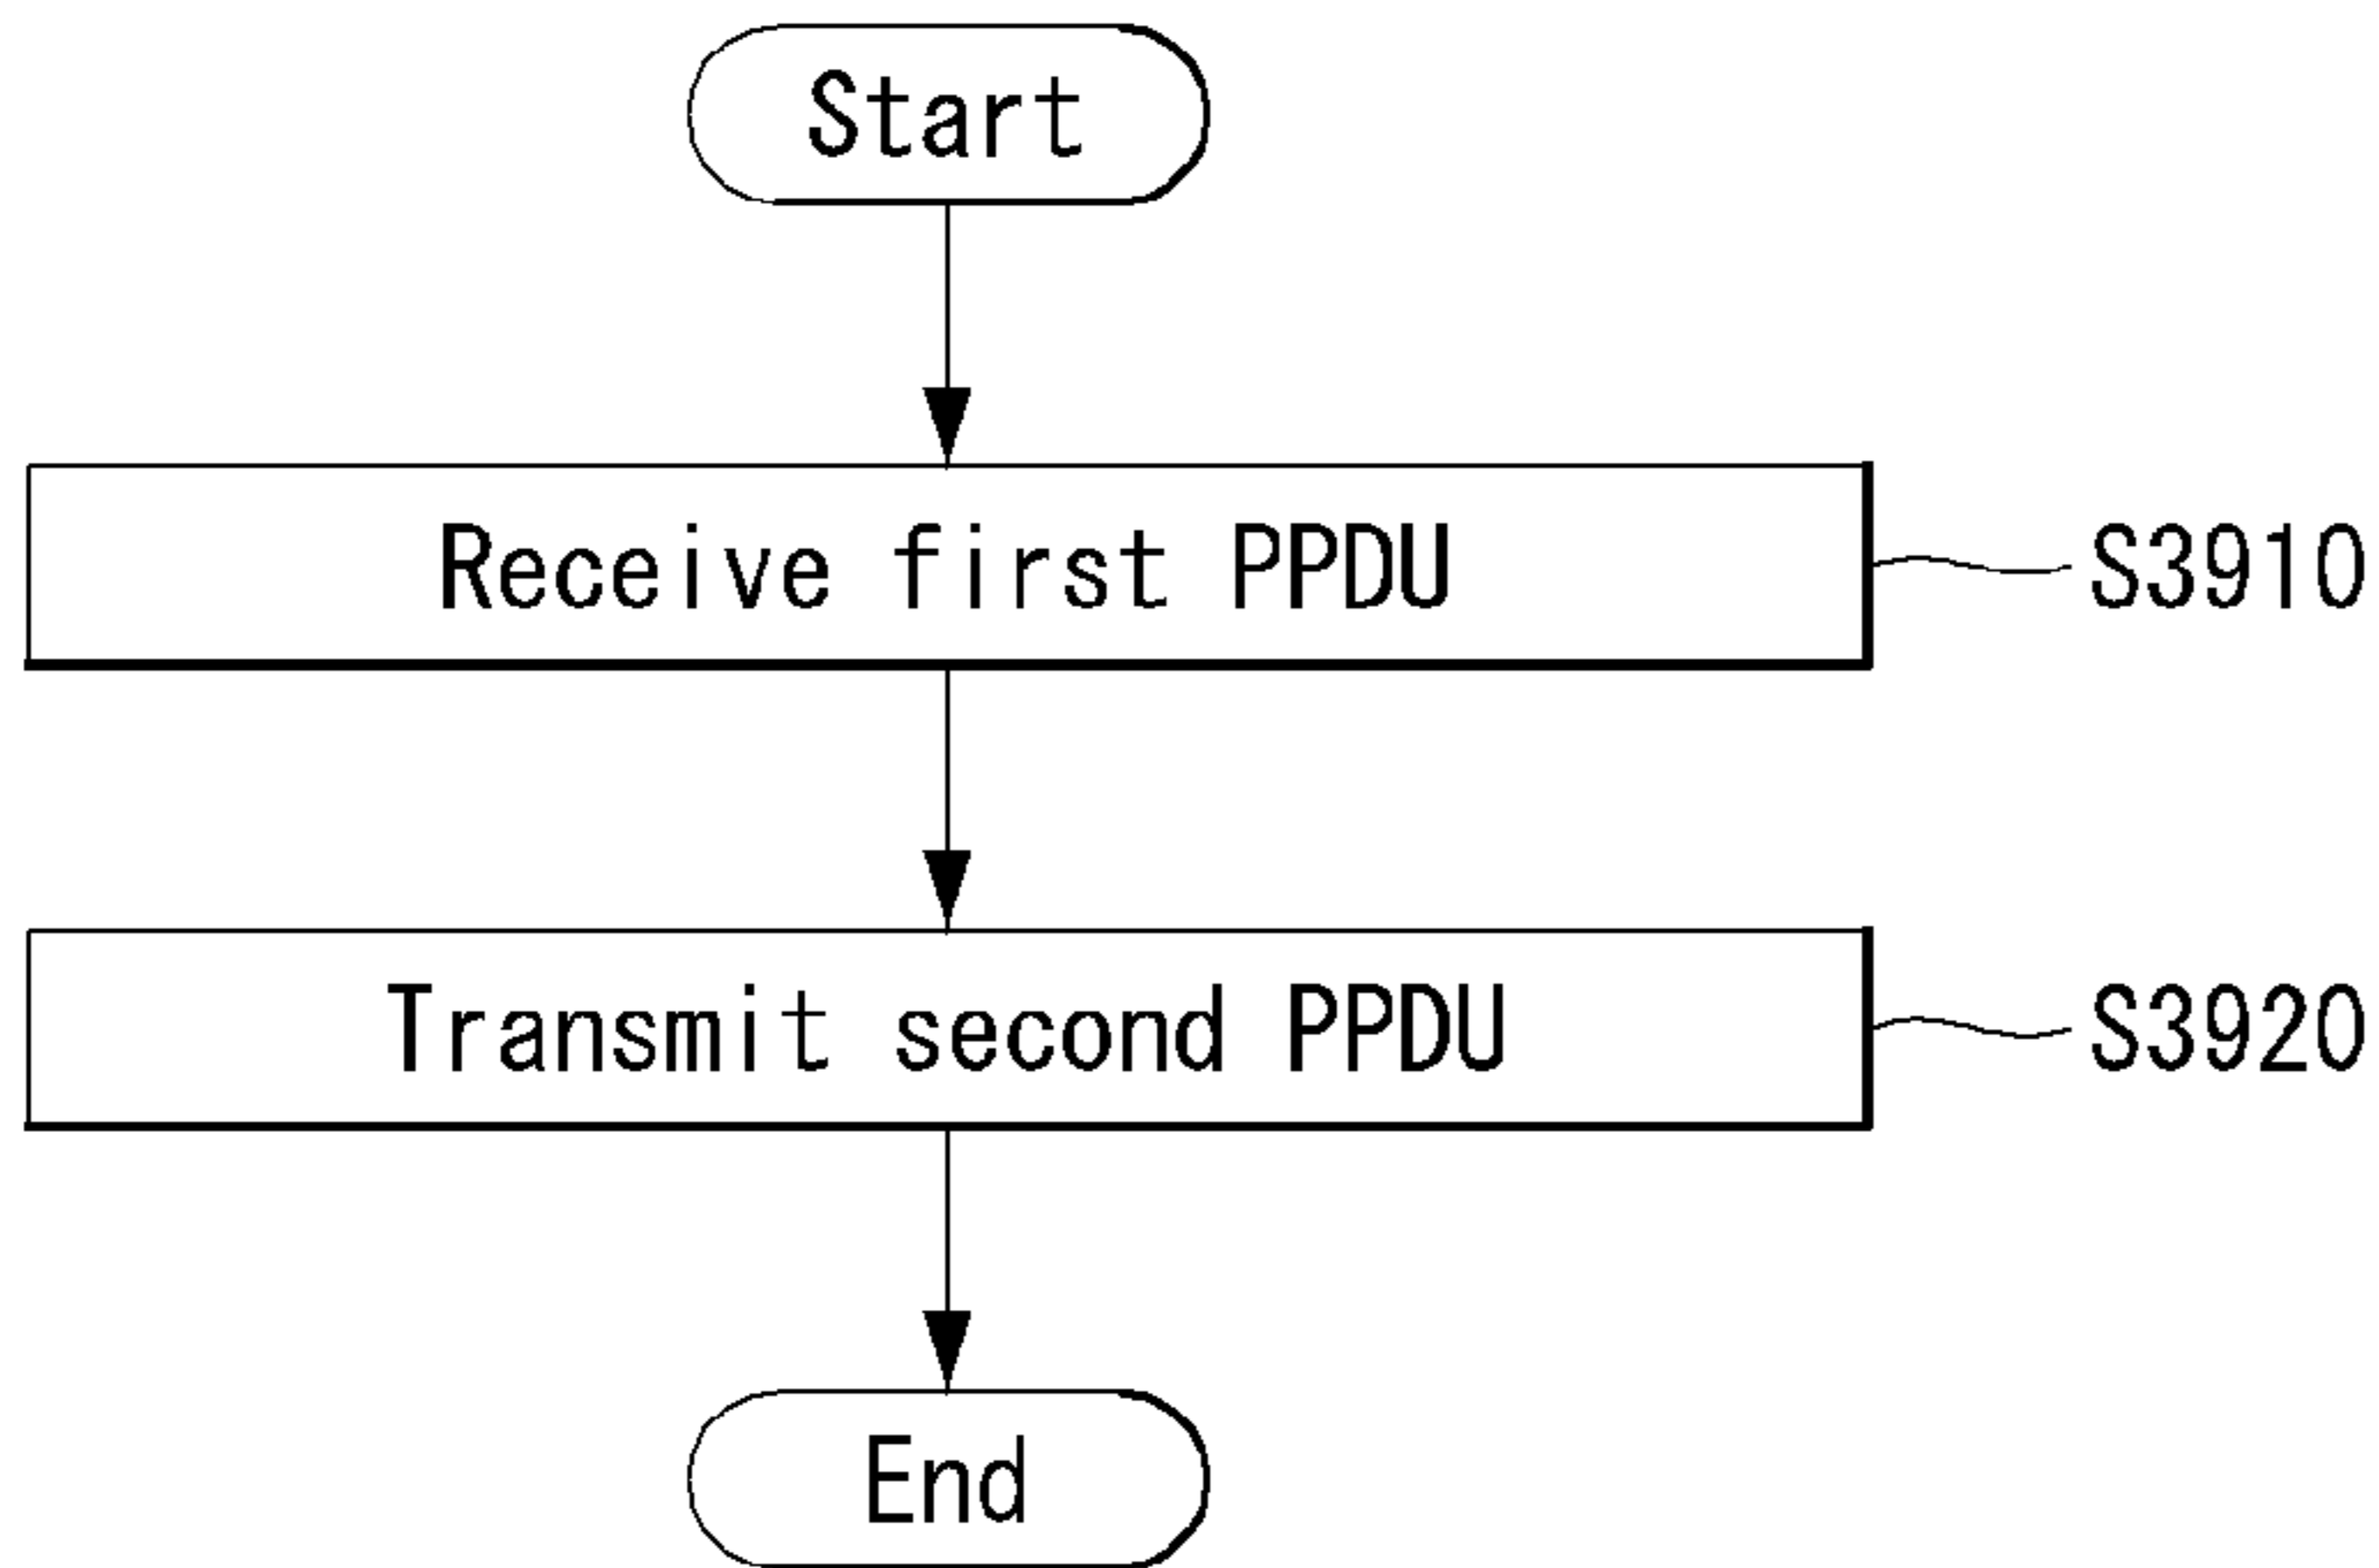 Start
Receive first PPDU
S3910
Transmit second PPDU
S3920
End